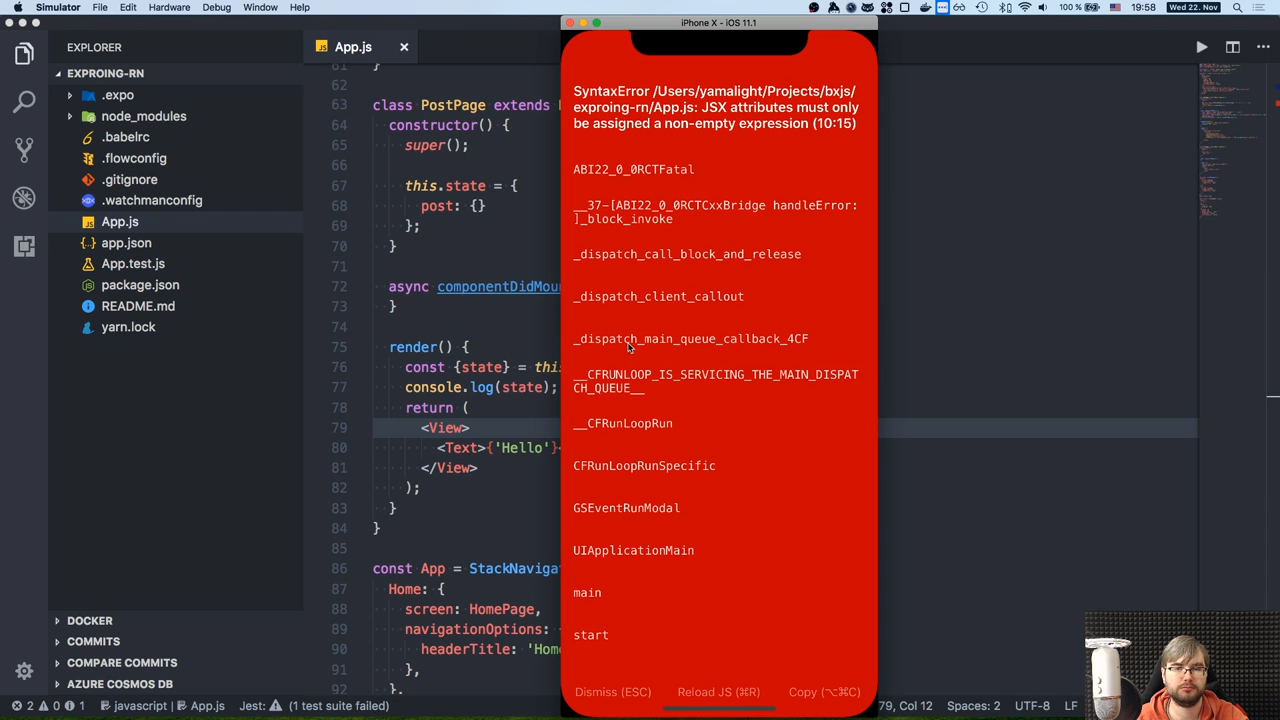 Simulator File Edit Hardware Debug Window Help
100 % Wed 22. Nov 19:58
iPhone X - iOS 11.1
EXPLORER
App.js
EXPROING-RN
.expo
node_modules
.babelrc
.flowconfig
.gitignore
.watchmanconfig
App.js
app.json
App.test.js
package.json
README.md
yarn.lock
DOCKER
COMMITS
COMPARE COMMITS
AZURE MONGO DB
61 }
62
63 class PostPage extends
64 constructor() {
65 super();
66
67 this.state = {
68 post: {}
69 };
70 }
71
72 async componentDidMou
73 }
74
75 render() {
76 const {state} = this
77 console.log(state);
78 return (
79 <View>
80 <Text>{'Hello'}
81 </View>
82 );
83 }
84 }
85
86 const App = StackNavigat
87 Home: {
88 screen: HomePage,
89 navigationOptions:
90 headerTitle: 'Hom
91 },
92
SyntaxError /Users/yamalight/Projects/bxjs/
exproing-rn/App.js: JSX attributes must only
be assigned a non-empty expression (10:15)
ABI22_0_0RCTFatal
__37-[ABI22_0_0RCTCxxBridge handleError:
]_block_invoke
_dispatch_call_block_and_release
_dispatch_client_callout
_dispatch_main_queue_callback_4CF
__CFRUNLOOP_IS_SERVICING_THE_MAIN_DISPAT
CH_QUEUE__
__CFRunLoopRun
CFRunLoopRunSpecific
GSEventRunModal
UIApplicationMain
main
start
Dismiss (ESC) Reload JS (⌘R) Copy (⌥⌘C)
2 0 1 App.js Jest: (1 test suite failed) 79, Col 12 Spaces: 2 UTF-8 LF